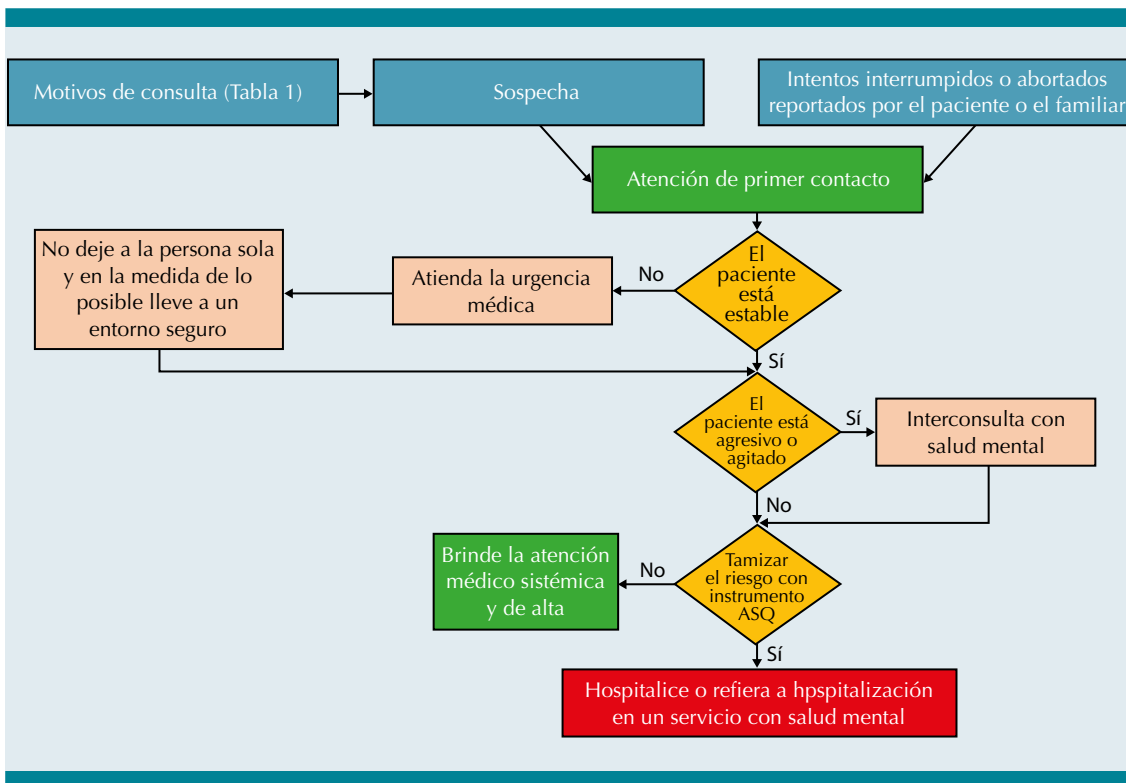 Motivos de consulta (Tabla 1)
Sospecha
Intentos interrumpidos o abortados
reportados por el paciente o el familiar
Atención de primer contacto
No deje a la persona sola
y en la medida de lo
posible lleve a un
entorno seguro
Atienda la urgencia
médica
No
El
paciente
está
estable
Sí
El
paciente está
agresivo o
agitado
Sí
Interconsulta con
salud mental
No
Brinde la atención
médico sistémica
y de alta
No
Tamizar
el riesgo con
instrumento
ASQ
Sí
Hospitalice o refiera a hpspitalización
en un servicio con salud mental